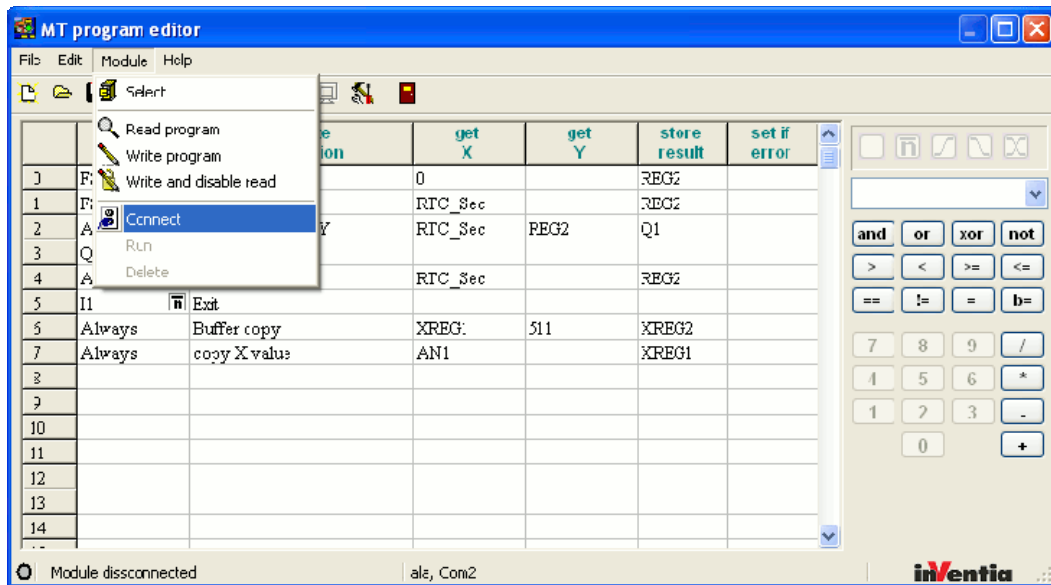 MT program editor
File Edit Module Help
Select
Read program
Write program
Write and disable read
Connect
Run
Delete
get X get Y store result set if error
0 0 REG2
1 RTC_Sec REG2
2 RTC_Sec REG2 Q1
3
4 RTC_Sec REG2
5 I1 n Exit
6 Always Buffer copy XREG1 511 XREG2
7 Always copy X value AN1 XREG1
8
9
10
11
12
13
14
n
and or xor not
> < >= <=
== != = b=
7 8 9 /
4 5 6 *
1 2 3 -
0 +
Module dissconnected ala, Com2 inVentia